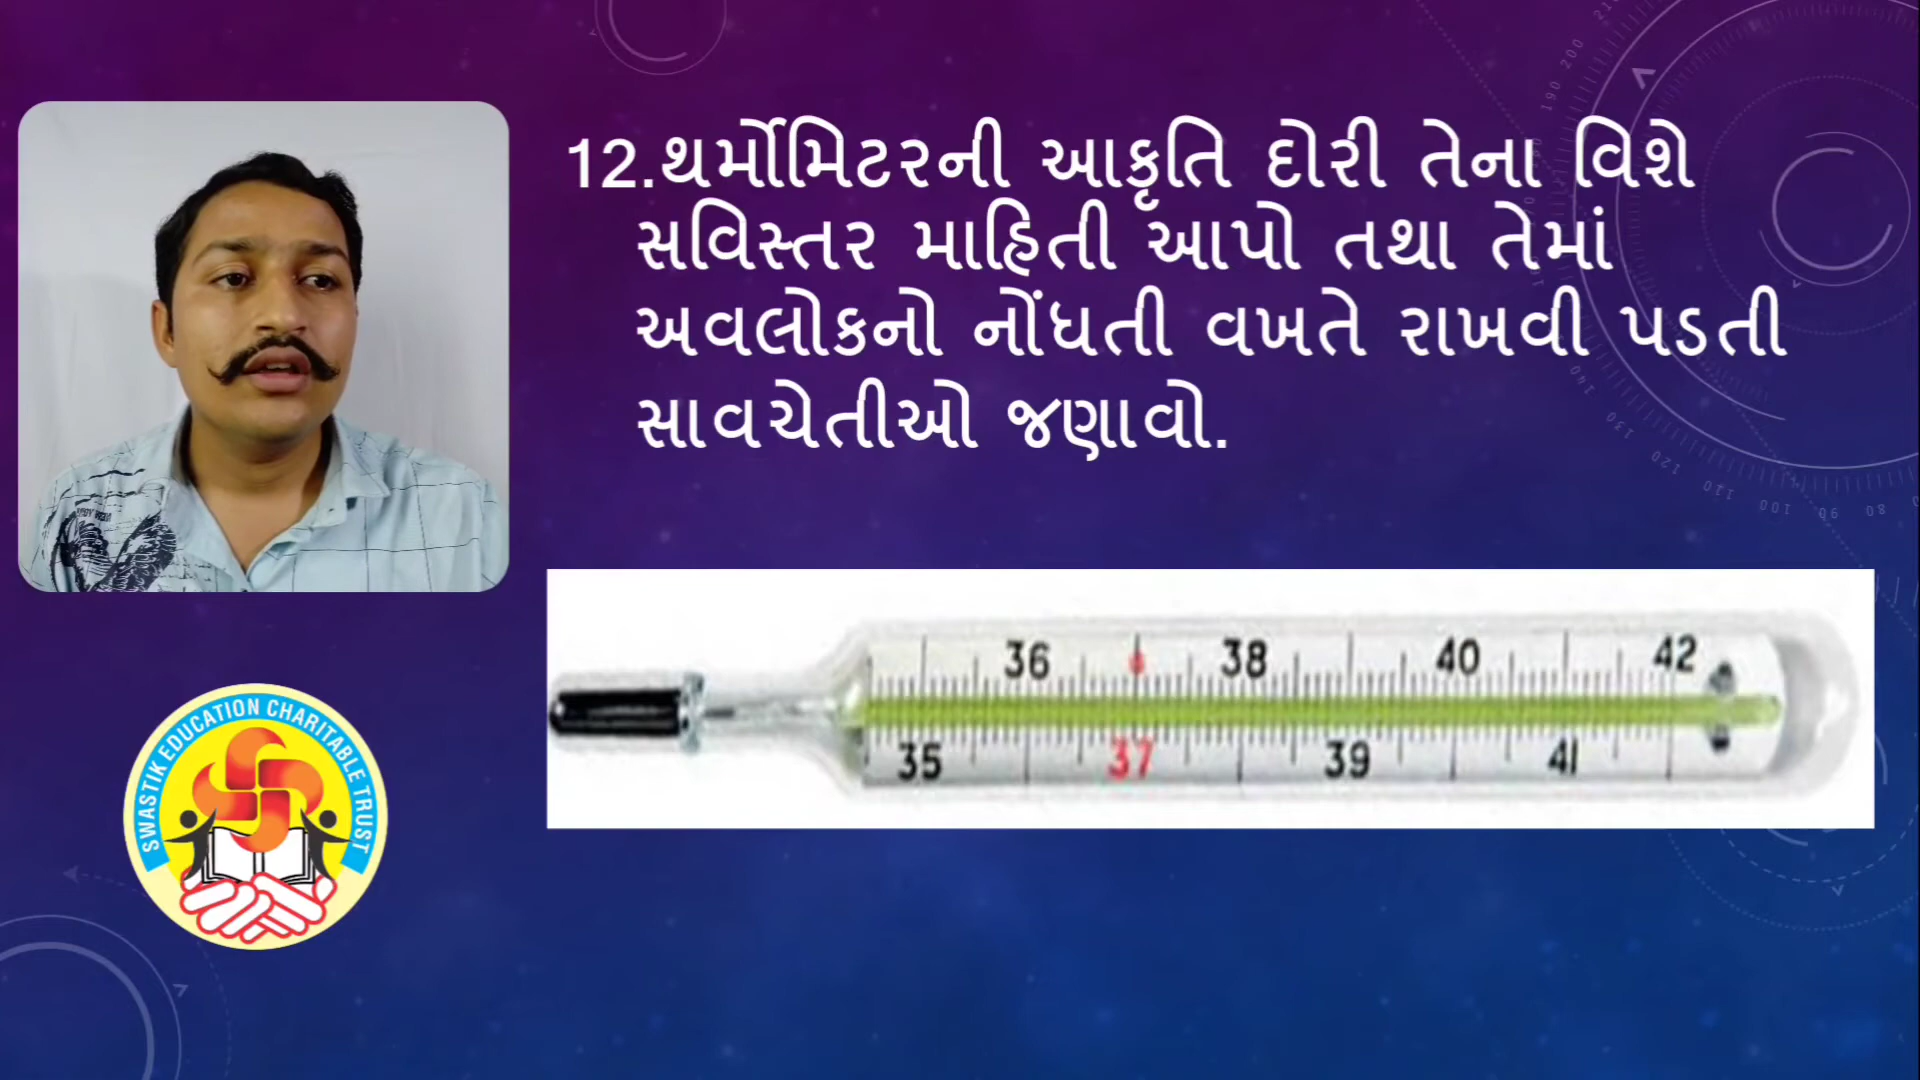 12.થર્મોમિટરની આકૃતિ દોરી તેના વિશે
સવિસ્તર માહિતી આપો તથા તેમાં
અવલોકનો નોંધતી વખતે રાખવી પડતી
સાવચેતીઓ જણાવો.
36 38 40 42
35 37 39 41
SWASTIK EDUCATION CHARITABLE TRUST